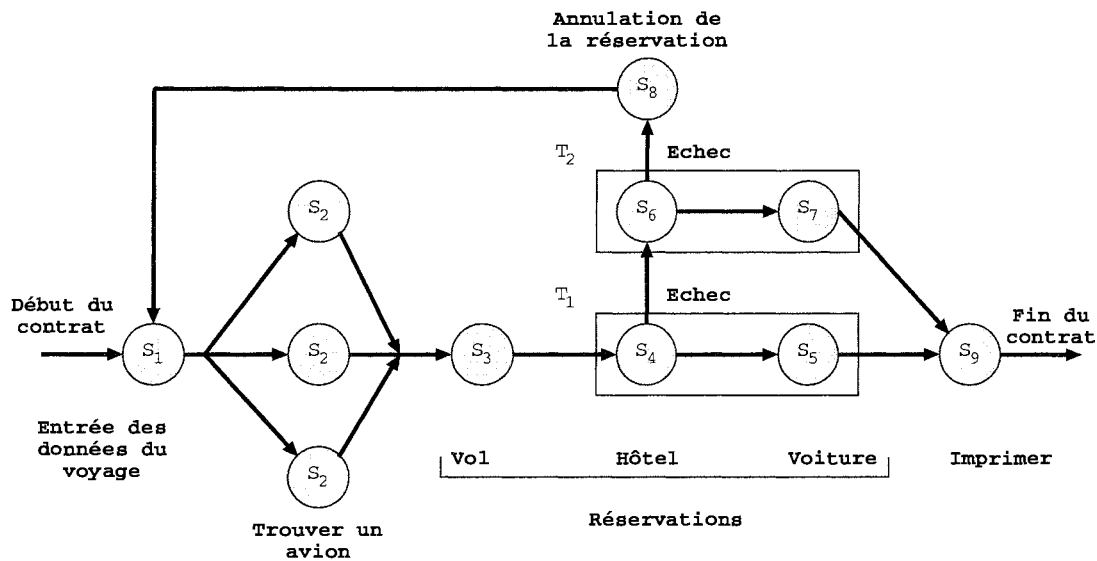 Annulation de
la réservation
S8
T2
Echec
S2
S6
S7
T1
Echec
Début du
contrat
Fin du
contrat
S1
S2
S3
S4
S5
S9
Entrée des
données du
voyage
S2
Vol
Hôtel
Voiture
Imprimer
Trouver un
avion
Réservations